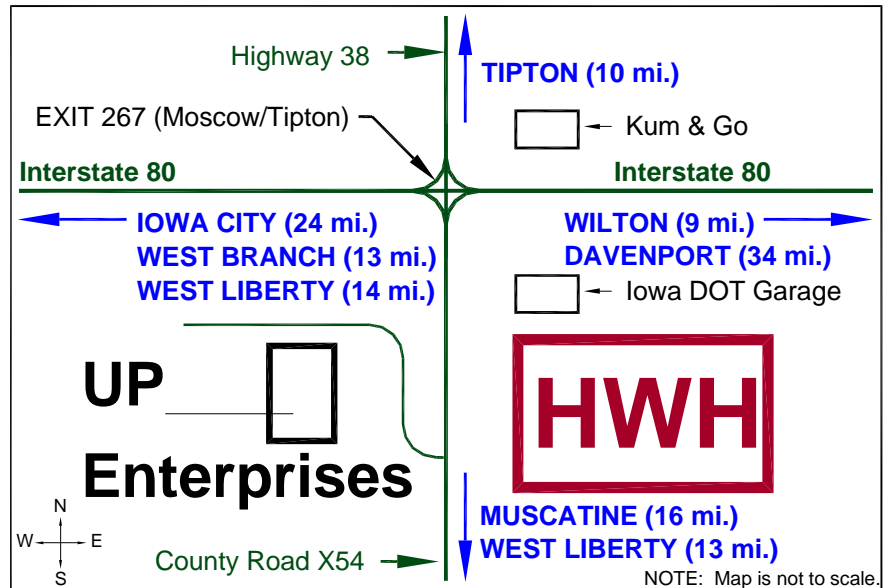 Highway 38
TIPTON (10 mi.)
EXIT 267 (Moscow/Tipton)
Kum & Go
Interstate 80
Interstate 80
IOWA CITY (24 mi.)
WEST BRANCH (13 mi.)
WEST LIBERTY (14 mi.)
WILTON (9 mi.)
DAVENPORT (34 mi.)
Iowa DOT Garage
UP
Enterprises
HWH
N
W
E
S
MUSCATINE (16 mi.)
WEST LIBERTY (13 mi.)
County Road X54
NOTE: Map is not to scale.